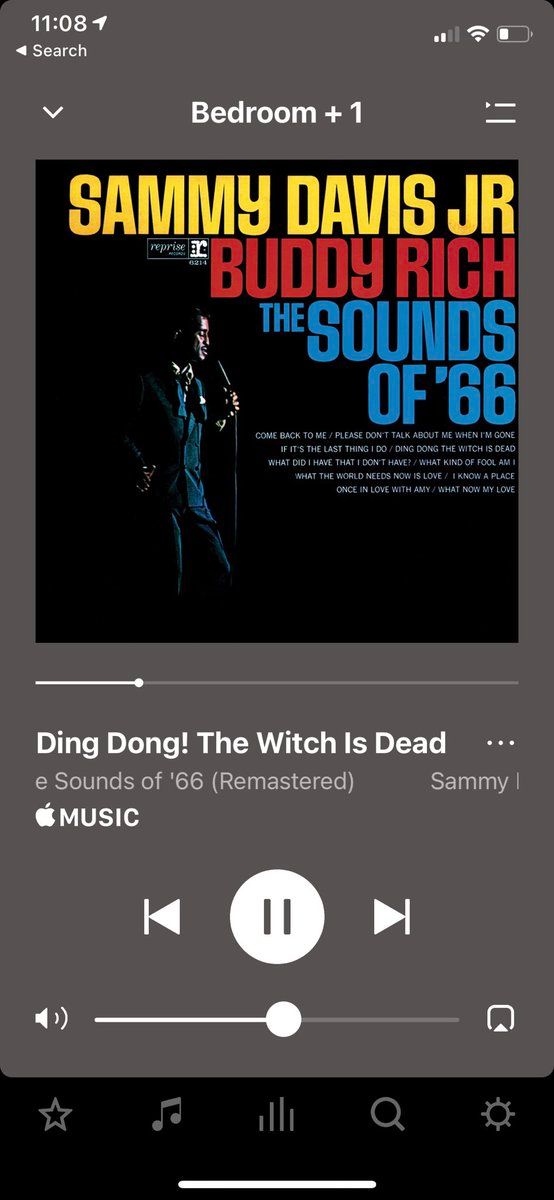 11:08
◀ Search
Bedroom + 1
SAMMY DAVIS JR
reprise RECORDS r:
6214
BUDDY RICH
THE SOUNDS
OF '66
COME BACK TO ME / PLEASE DON'T TALK ABOUT ME WHEN I'M GONE
IF IT'S THE LAST THING I DO / DING DONG THE WITCH IS DEAD
WHAT DID I HAVE THAT I DON'T HAVE? / WHAT KIND OF FOOL AM I
WHAT THE WORLD NEEDS NOW IS LOVE / I KNOW A PLACE
ONCE IN LOVE WITH AMY / WHAT NOW MY LOVE
Ding Dong! The Witch Is Dead
e Sounds of '66 (Remastered) Sammy
MUSIC